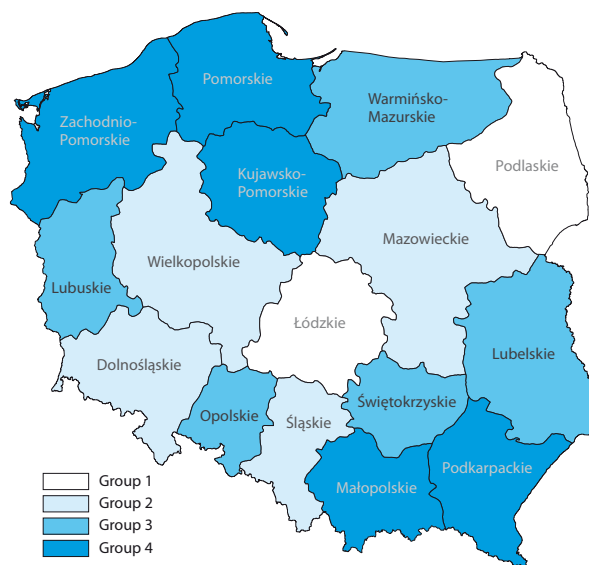 Pomorskie
Warmińsko-
Mazurskie
Zachodnio-
Pomorskie
Podlaskie
Kujawsko-
Pomorskie
Mazowieckie
Wielkopolskie
Lubuskie
Łódzkie
Lubelskie
Dolnośląskie
Świętokrzyskie
Opolskie
Śląskie
Podkarpackie
Małopolskie
Group 1
Group 2
Group 3
Group 4